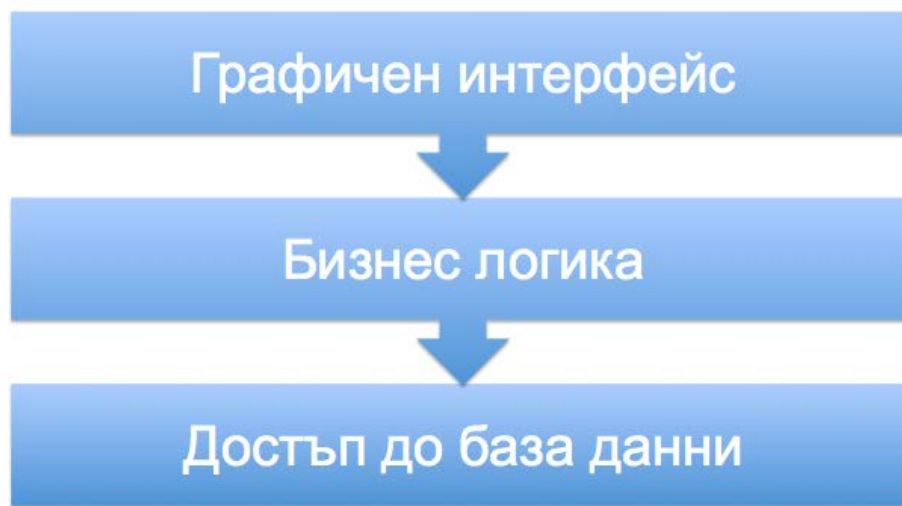 Графичен интерфейс
Бизнес логика
Достъп до база данни